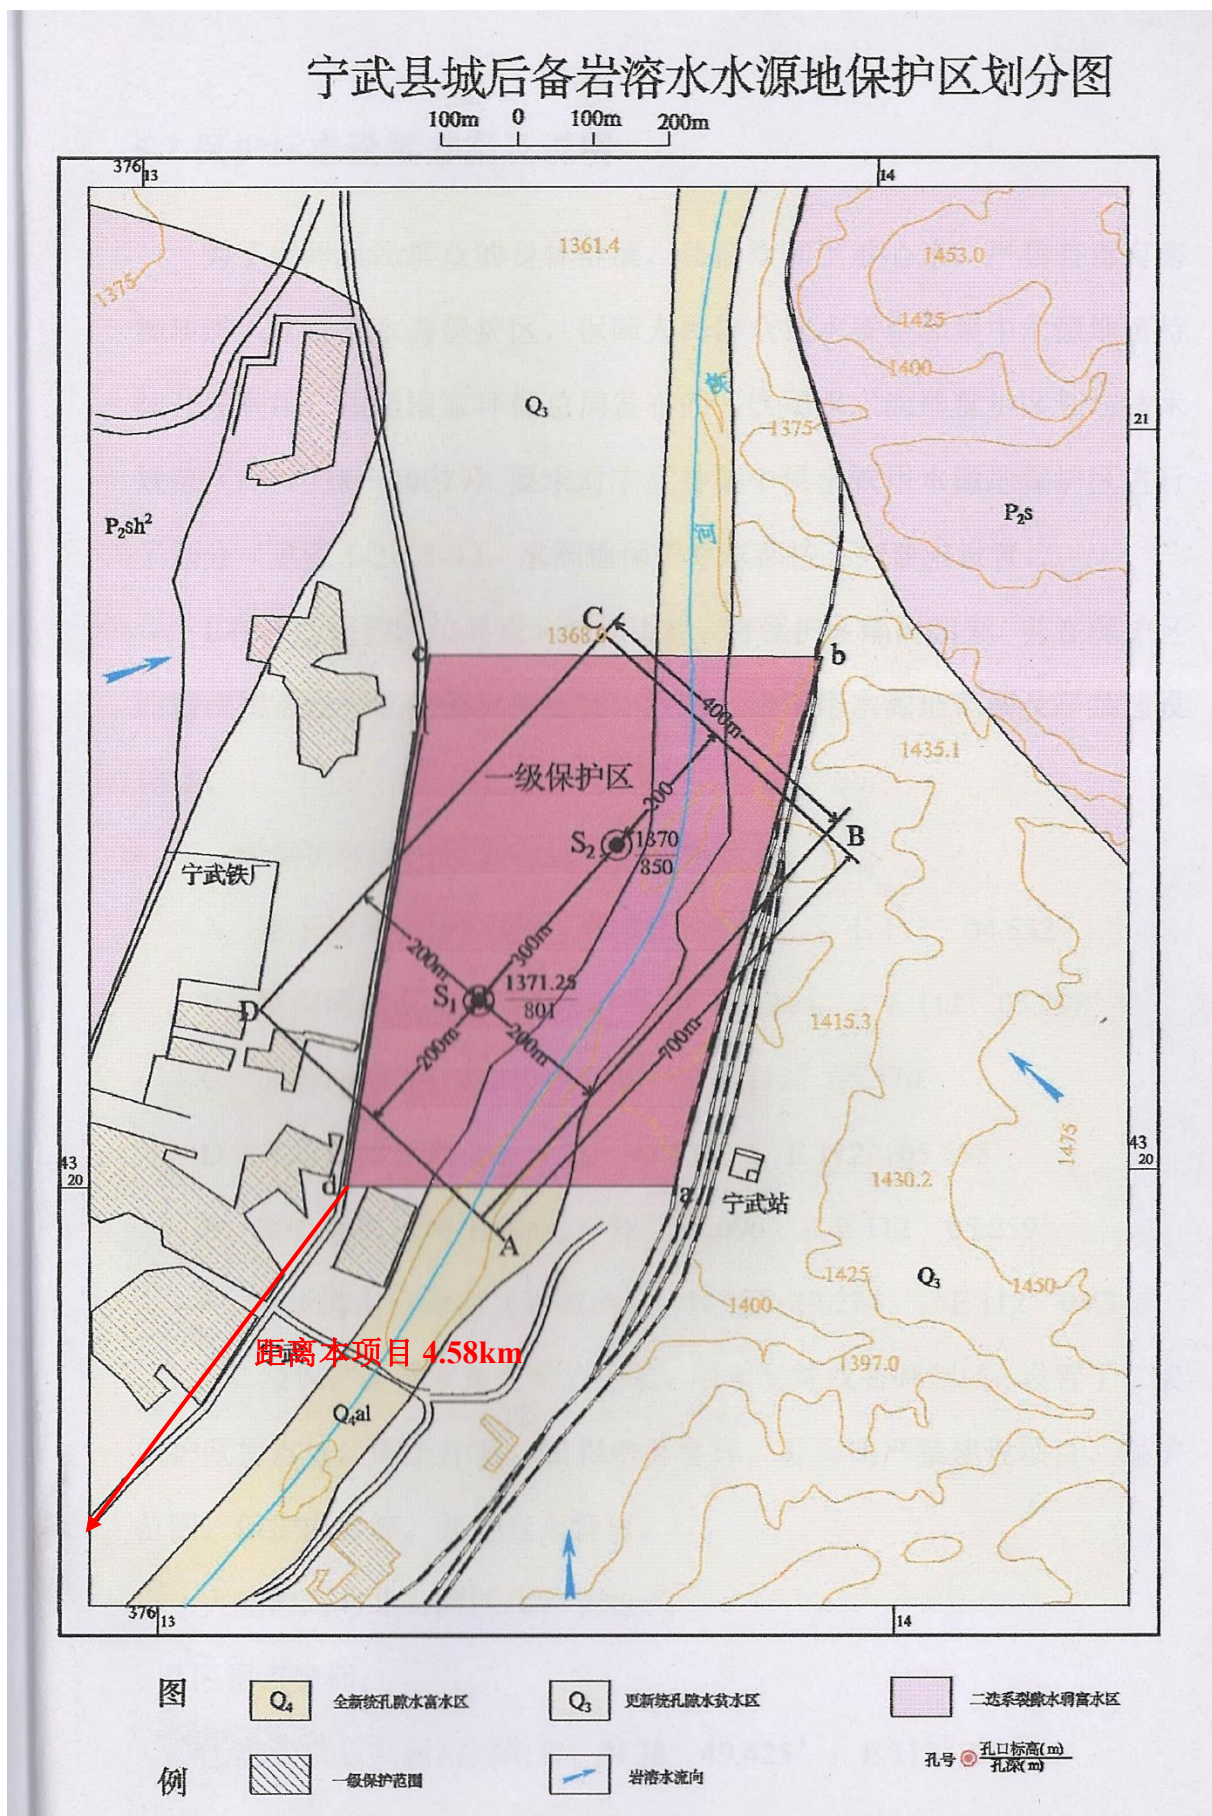 宁武县城后备岩溶水水源地保护区划分图
100m 0 100m 200m
376 13 14
1361.4
1453.0
1375
1425
1400
Q₃
1375
21
河
P₂sh²
P₂s
C
1368.0
c
b
400m
1435.1
一级保护区
200
S₂ 1370
850
B
宁武铁厂
300m
200m
S₁ 1371.25
801
D
1415.3
200m
200m
700m
1475
43
20
43
20
d
a
宁武站
1430.2
A
1425
Q₃
1450
1400
距离本项目 4.58km
1397.0
Q₄al
376 13 14
图
例
Q₄ 全新统孔隙水富水区
Q₃ 更新统孔隙水贫水区
二迭系裂隙水弱富水区
一级保护范围
岩溶水流向
孔号 孔口标高(m)
孔深(m)